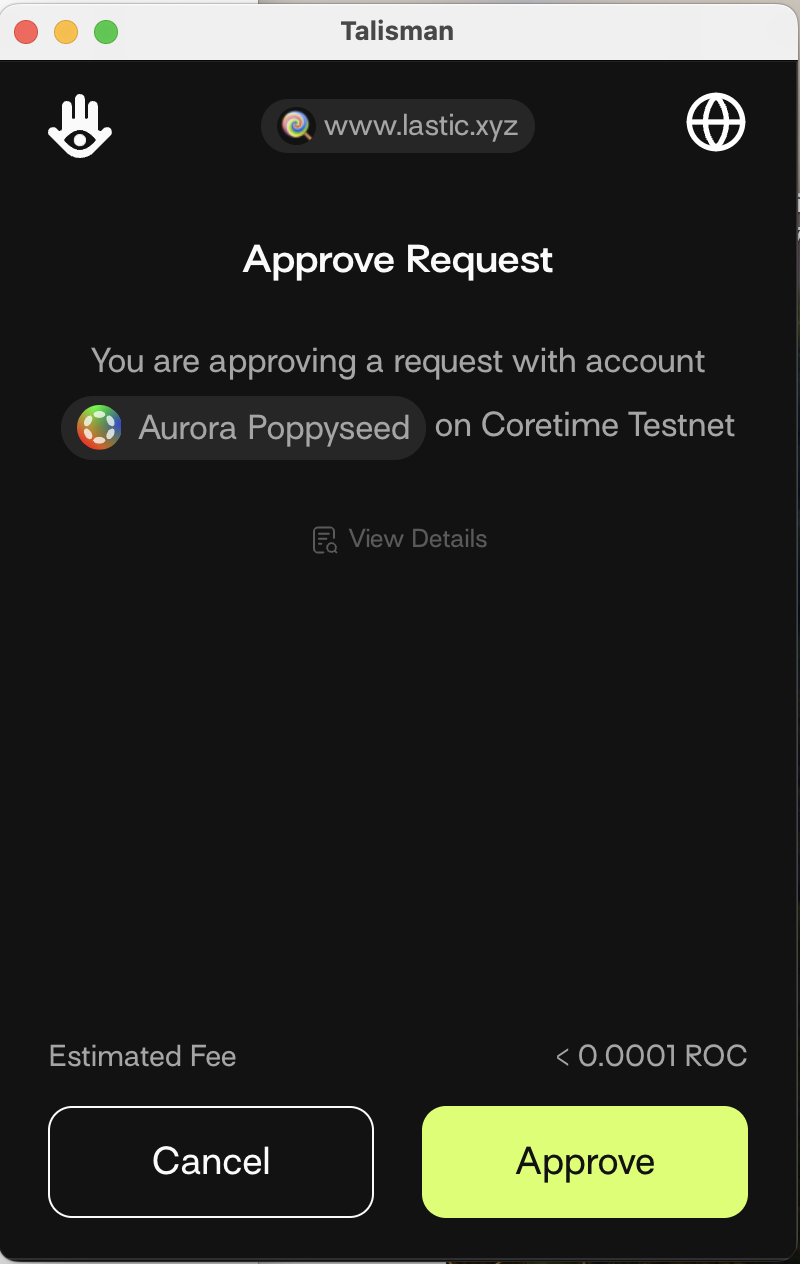 Talisman
www.lastic.xyz
Approve Request
You are approving a request with account
Aurora Poppyseed on Coretime Testnet
View Details
Estimated Fee < 0.0001 ROC
Cancel Approve